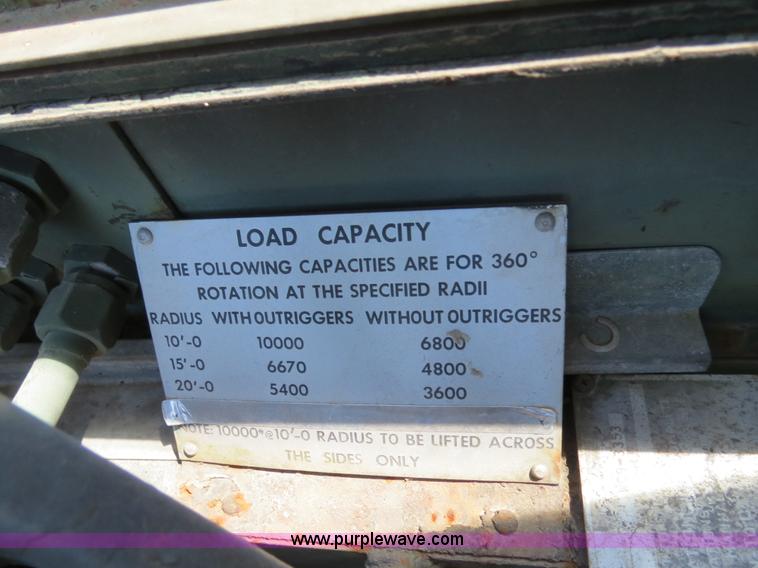 LOAD CAPACITY
THE FOLLOWING CAPACITIES ARE FOR 360°
ROTATION AT THE SPECIFIED RADII
RADIUS WITH OUTRIGGERS WITHOUT OUTRIGGERS
10'-0 10000 6800
15'-0 6670 4800
20'-0 5400 3600
NOTE: 10000*@10'-0 RADIUS TO BE LIFTED ACROSS
THE SIDES ONLY
www.purplewave.com